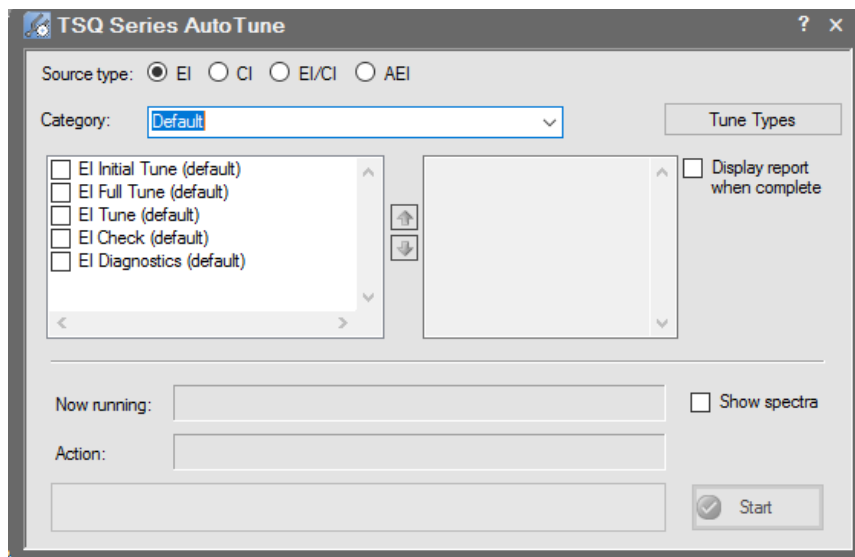 TSQ Series AutoTune ? ×
Source type: EI CI EI/CI AEI
Category: Default Tune Types
EI Initial Tune (default)
EI Full Tune (default)
EI Tune (default)
EI Check (default)
EI Diagnostics (default)
Display report
when complete
Now running: Show spectra
Action:
Start